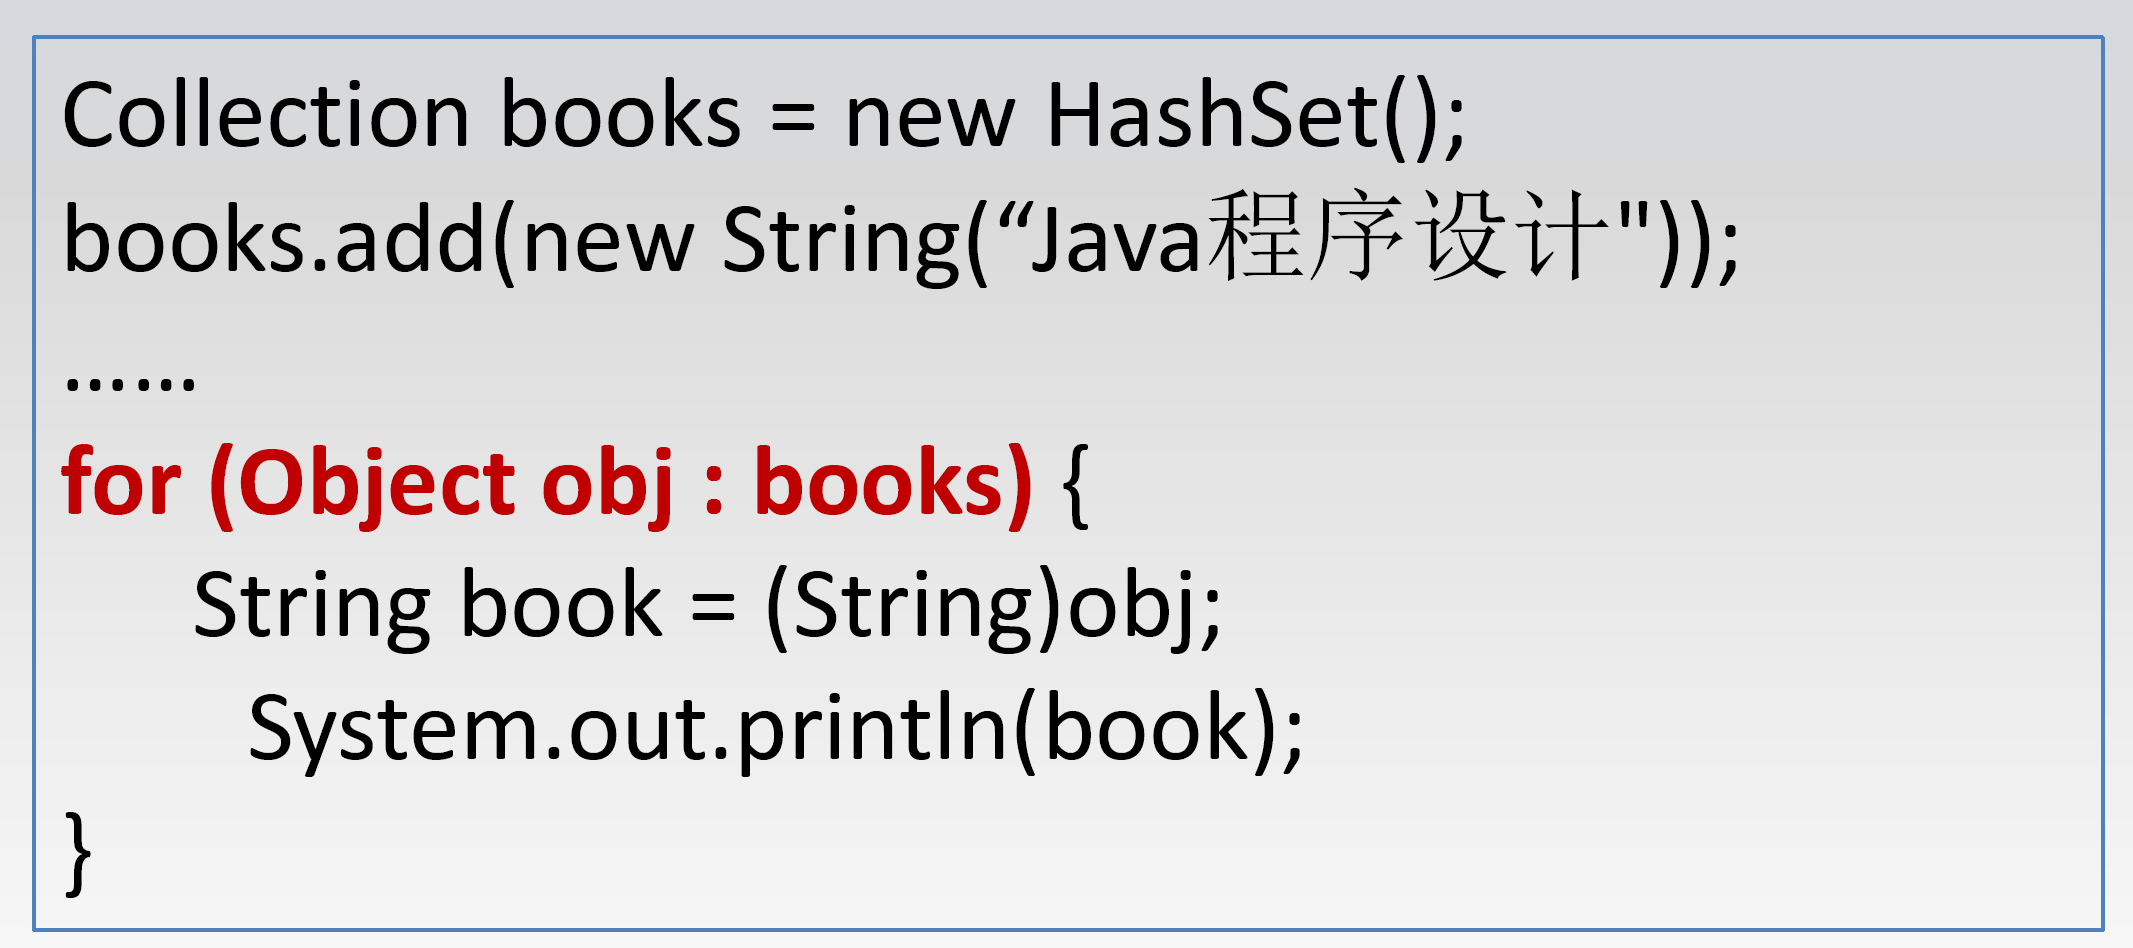 Collection books = new HashSet();
books.add(new String(“Java程序设计"));
……
for (Object obj : books) {
String book = (String)obj;
System.out.println(book);
}